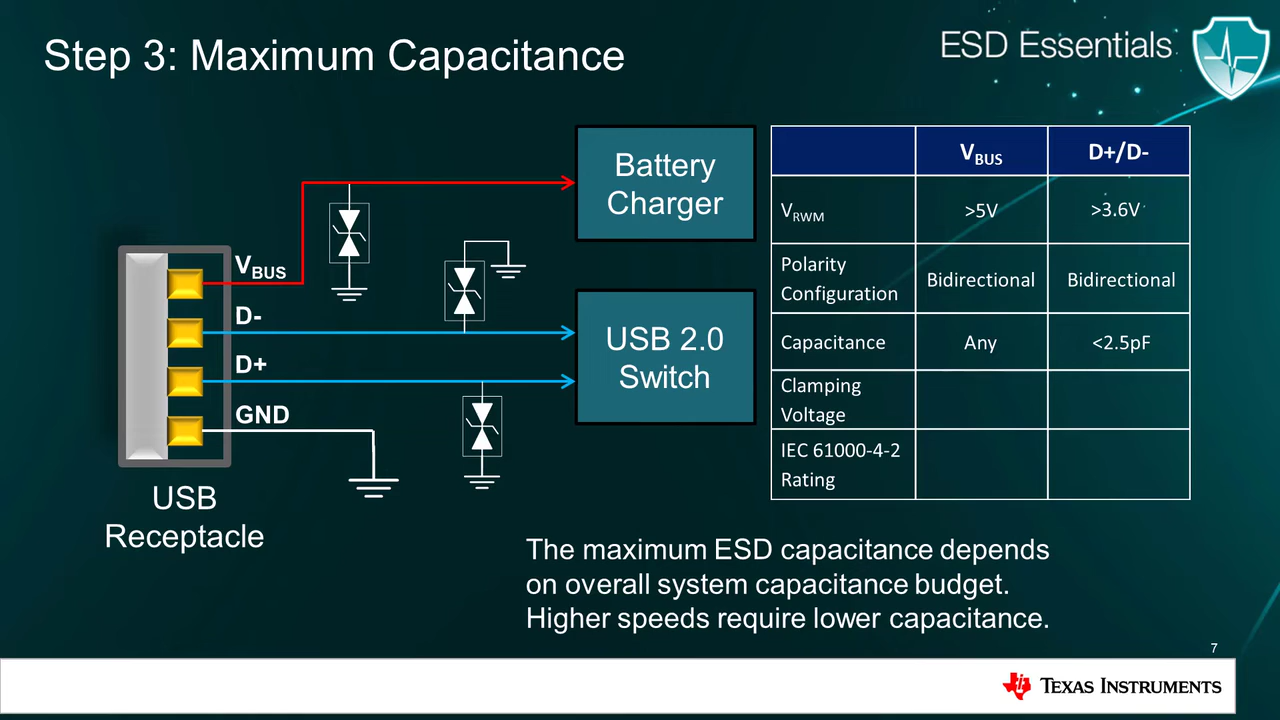 Step 3: Maximum Capacitance
ESD Essentials
Battery
Charger
VBUS
D-
D+
GND
USB 2.0
Switch
USB
Receptacle
VBUS D+/D-
VRWM >5V >3.6V
Polarity
Configuration Bidirectional Bidirectional
Capacitance Any <2.5pF
Clamping
Voltage
IEC 61000-4-2
Rating
The maximum ESD capacitance depends
on overall system capacitance budget.
Higher speeds require lower capacitance.
7
TEXAS INSTRUMENTS